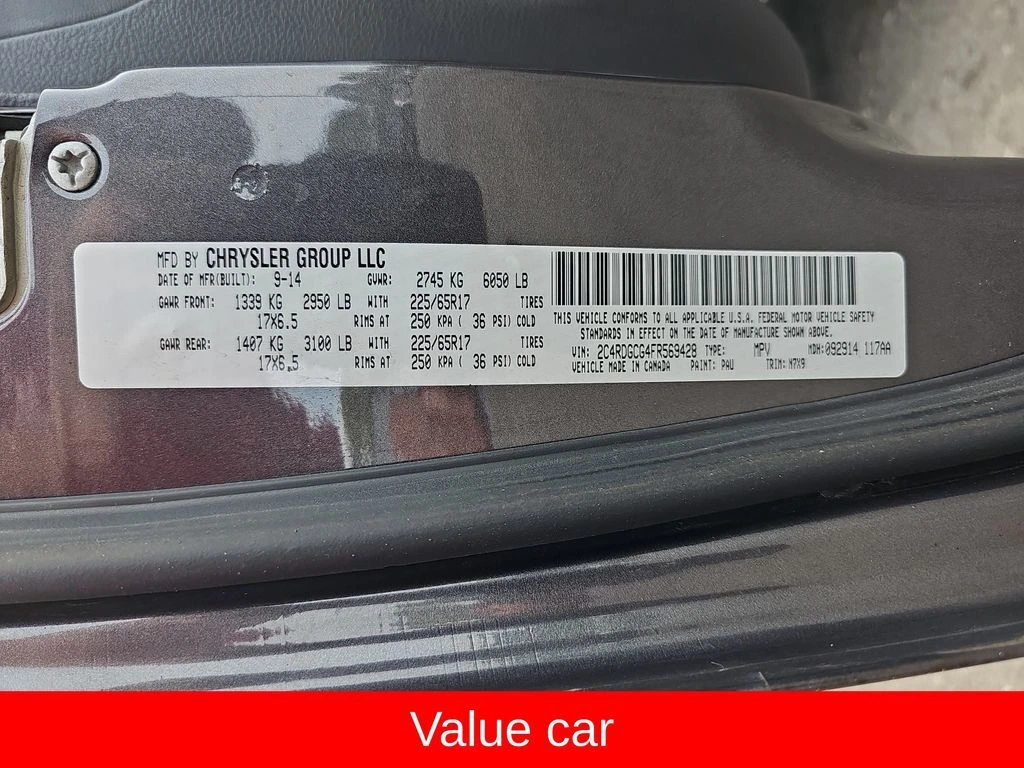 MFD BY CHRYSLER GROUP LLC
DATE OF MFR(BUILT): 9-14 GVWR: 2745 KG 6050 LB
GAWR FRONT: 1339 KG 2950 LB WITH 225/65R17 TIRES
17X6.5 RIMS AT 250 KPA ( 36 PSI) COLD
GAWR REAR: 1407 KG 3100 LB WITH 225/65R17 TIRES
17X6.5 RIMS AT 250 KPA ( 36 PSI) COLD
THIS VEHICLE CONFORMS TO ALL APPLICABLE U.S.A. FEDERAL MOTOR VEHICLE SAFETY
STANDARDS IN EFFECT ON THE DATE OF MANUFACTURE SHOWN ABOVE.
VIN: 2C4RDGCG4FR569428 TYPE: MPV MDH: 092914 117AA
VEHICLE MADE IN CANADA PAINT: PAU TRIM: N7X9
Value car